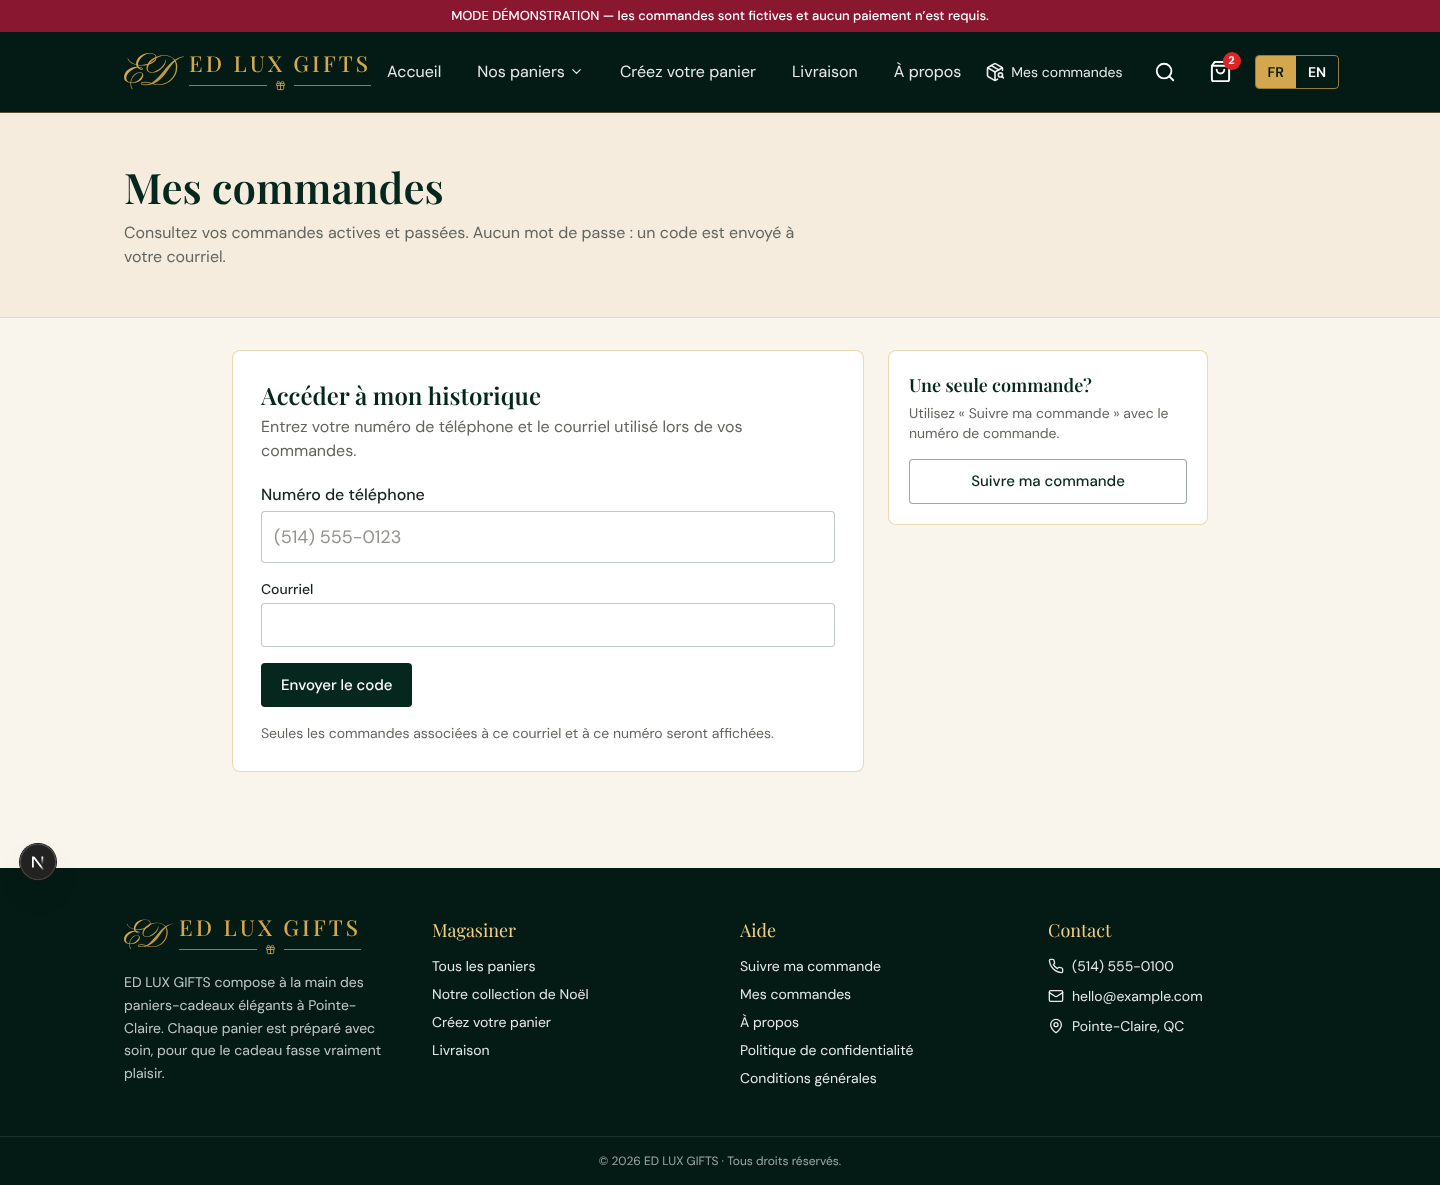 MODE DÉMONSTRATION — les commandes sont fictives et aucun paiement n’est requis.
ED LUX GIFTS
Accueil
Nos paniers
Créez votre panier
Livraison
À propos
Mes commandes
2
FR
EN
Mes commandes
Consultez vos commandes actives et passées. Aucun mot de passe : un code est envoyé à
votre courriel.
Accéder à mon historique
Entrez votre numéro de téléphone et le courriel utilisé lors de vos
commandes.
Numéro de téléphone
(514) 555-0123
Courriel
Envoyer le code
Seules les commandes associées à ce courriel et à ce numéro seront affichées.
Une seule commande?
Utilisez « Suivre ma commande » avec le
numéro de commande.
Suivre ma commande
N
ED ED LUX GIFTS
ED LUX GIFTS compose à la main des
paniers-cadeaux élégants à Pointe-
Claire. Chaque panier est préparé avec
soin, pour que le cadeau fasse vraiment
plaisir.
Magasiner
Tous les paniers
Notre collection de Noël
Créez votre panier
Livraison
Aide
Suivre ma commande
Mes commandes
À propos
Politique de confidentialité
Conditions générales
Contact
(514) 555-0100
hello@example.com
Pointe-Claire, QC
© 2026 ED LUX GIFTS · Tous droits réservés.